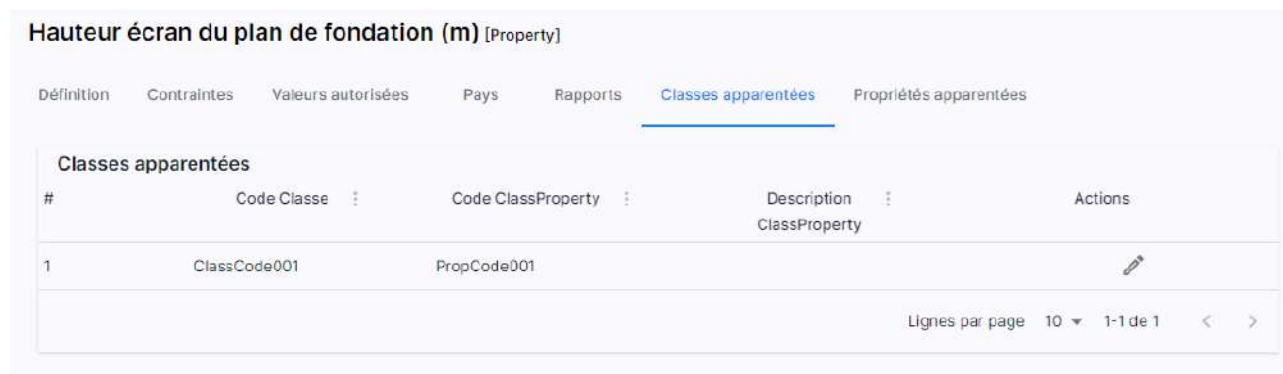 Hauteur écran du plan de fondation (m) [Property]
Définition Contraintes Valeurs autorisées Pays Rapports Classes apparentées Propriétés apparentées
Classes apparentées
# Code Classe Code ClassProperty Description ClassProperty Actions
1 ClassCode001 PropCode001
Lignes par page 10 1-1 de 1